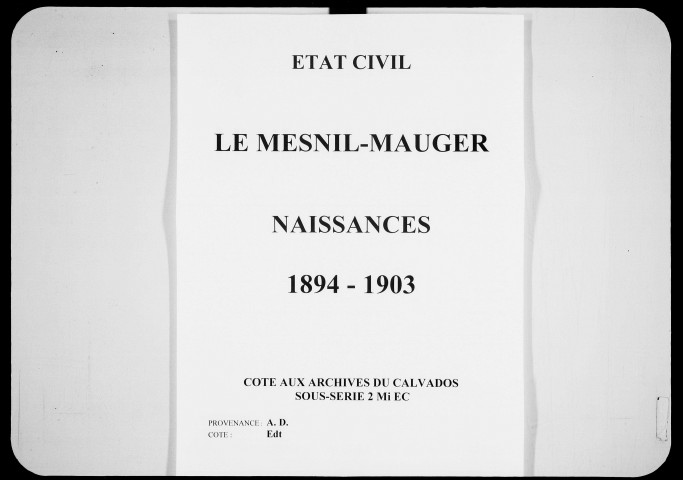 ETAT CIVIL
LE MESNIL-MAUGER
NAISSANCES
1894 - 1903
COTE AUX ARCHIVES DU CALVADOS
SOUS-SERIE 2 Mi EC
PROVENANCE : A. D.
COTE : Edt